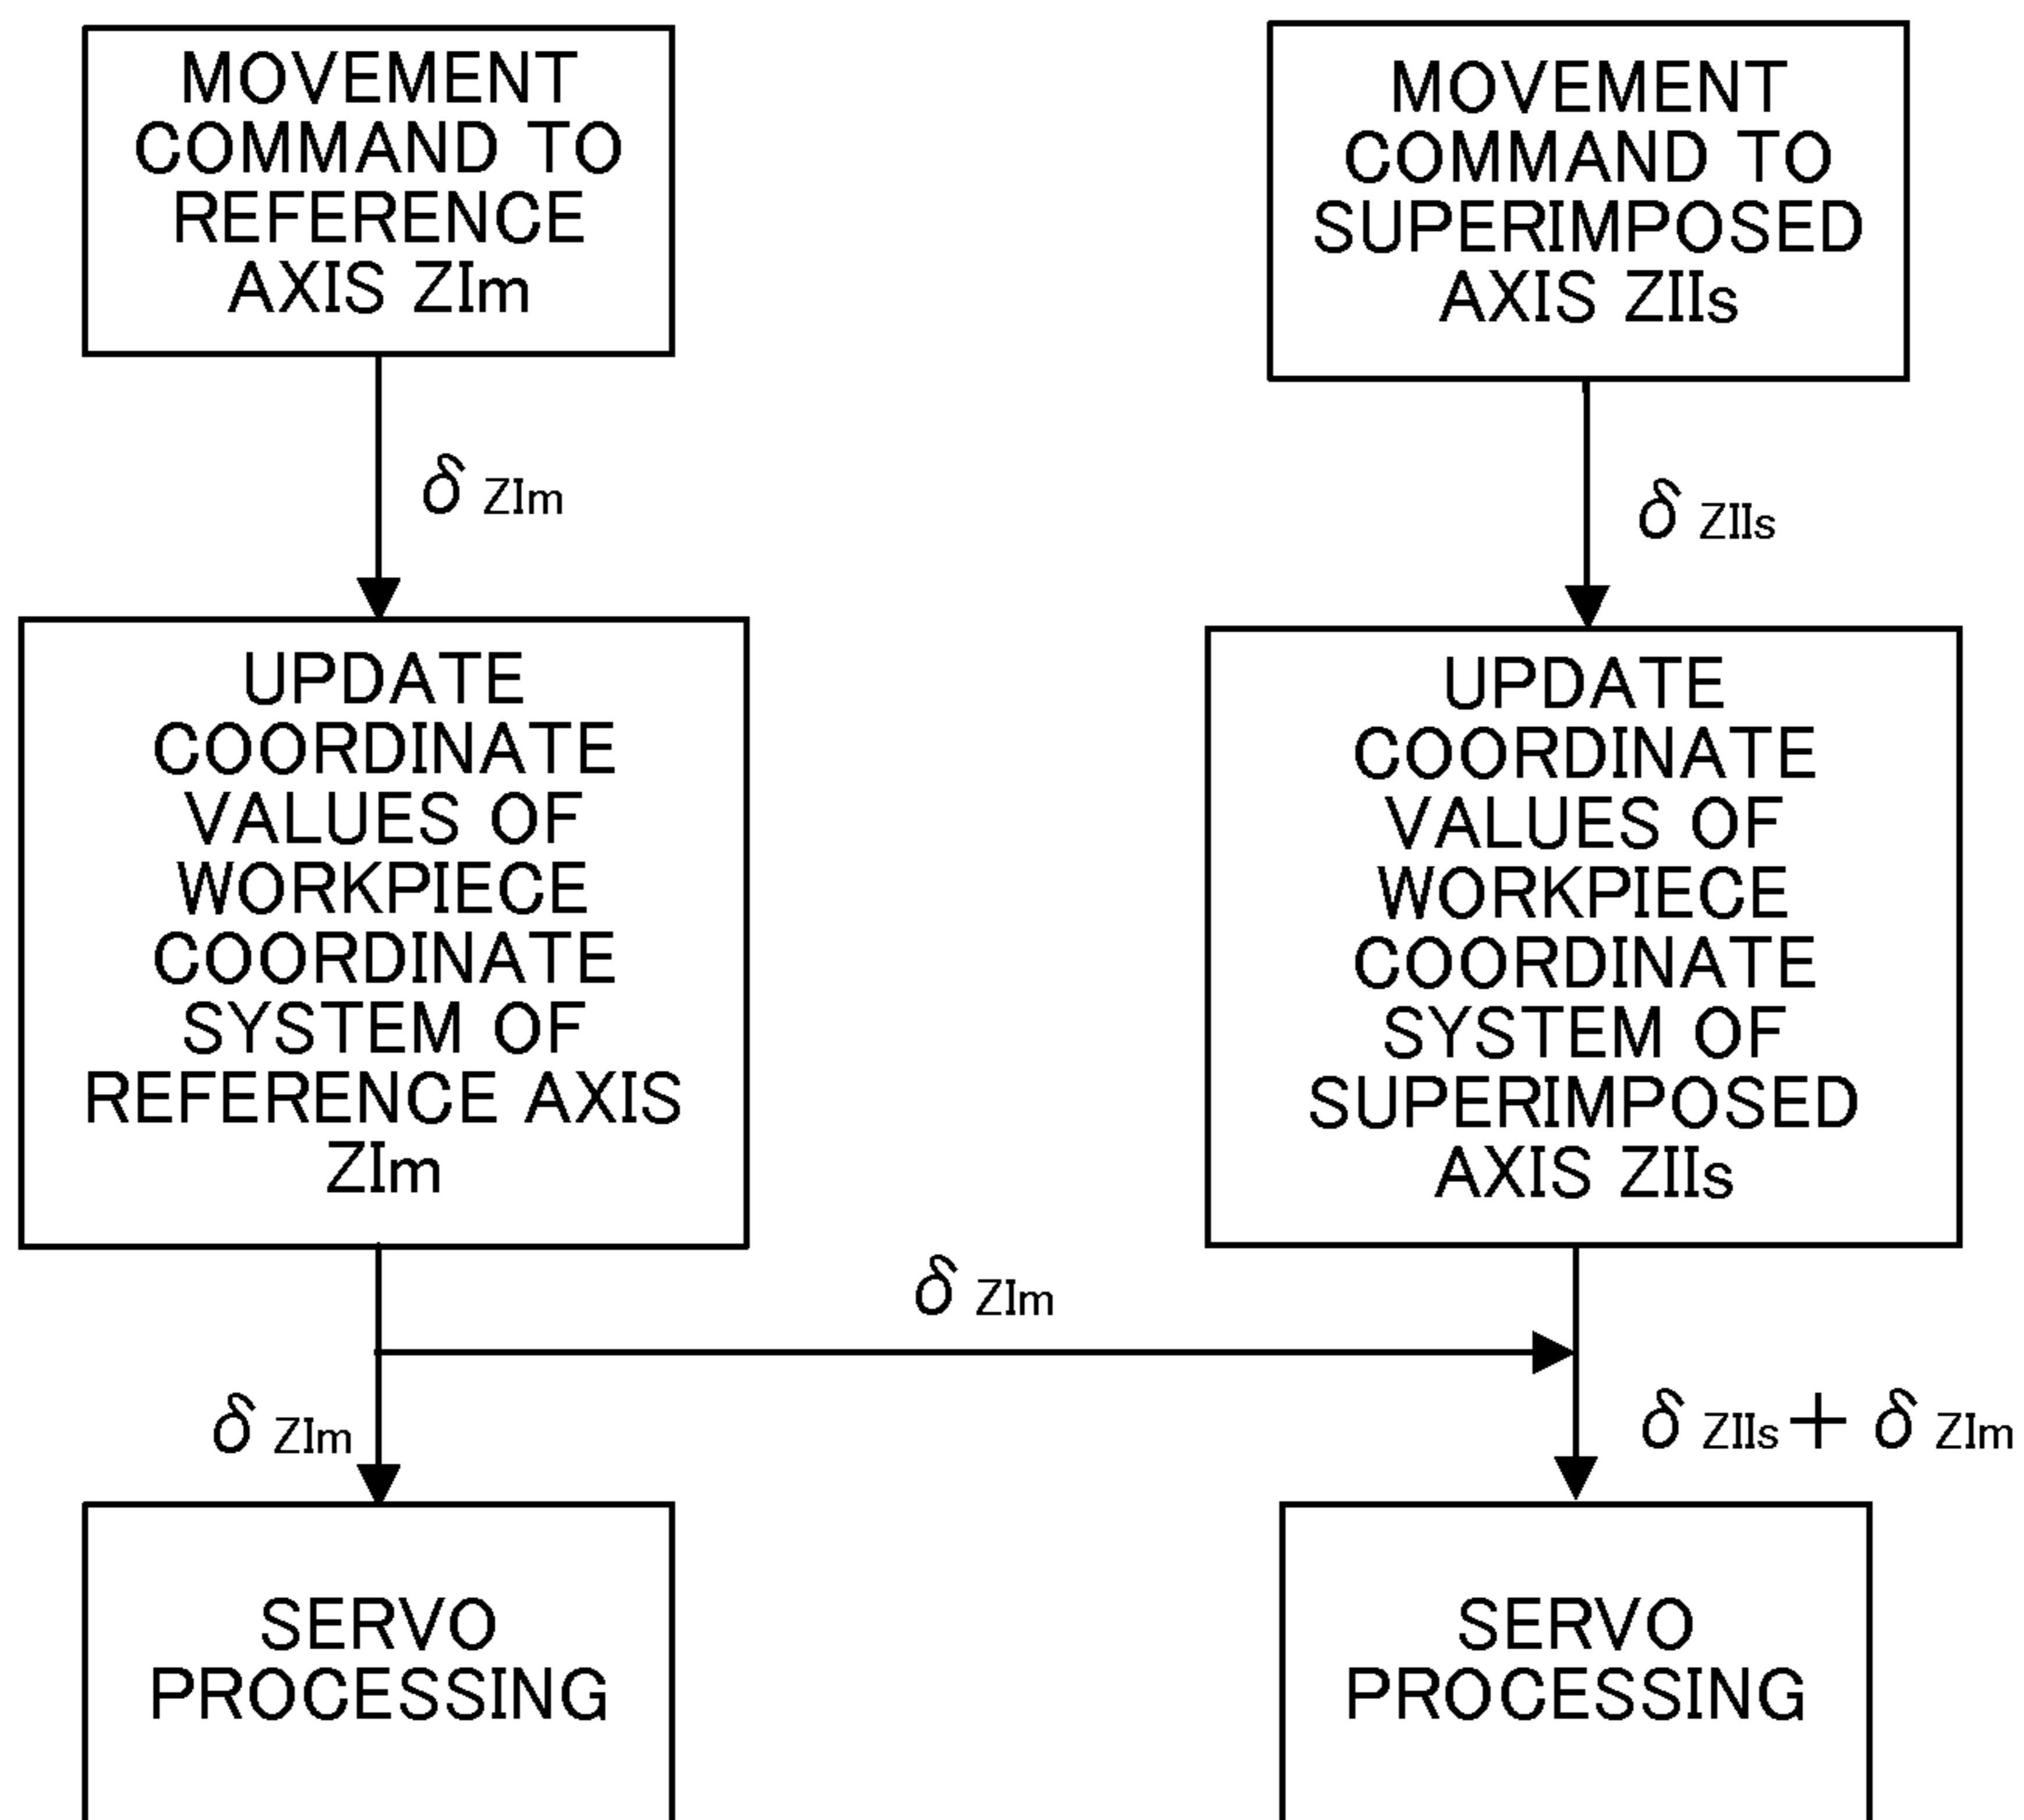 MOVEMENT
COMMAND TO
REFERENCE
AXIS ZIm
MOVEMENT
COMMAND TO
SUPERIMPOSED
AXIS ZIIs
δ ZIm
δ ZIIs
UPDATE
COORDINATE
VALUES OF
WORKPIECE
COORDINATE
SYSTEM OF
REFERENCE AXIS
ZIm
UPDATE
COORDINATE
VALUES OF
WORKPIECE
COORDINATE
SYSTEM OF
SUPERIMPOSED
AXIS ZIIs
δ ZIm
δ ZIm
δ ZIIs + δ ZIm
SERVO
PROCESSING
SERVO
PROCESSING